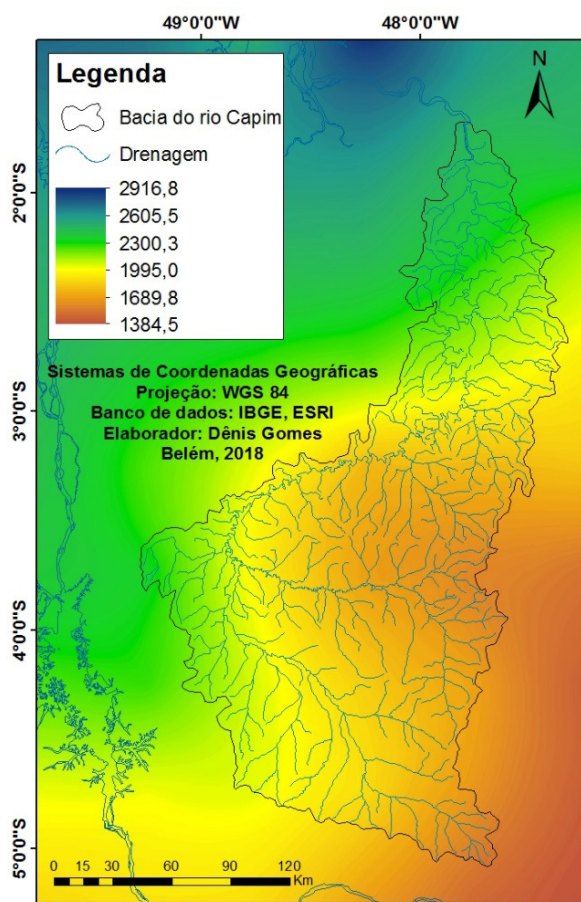 49°0'0"W 48°0'0"W
Legenda
Bacia do rio Capim
Drenagem
2916,8
2605,5
2300,3
1995,0
1689,8
1384,5
N
2°0'0"S
Sistemas de Coordenadas Geográficas
Projeção: WGS 84
Banco de dados: IBGE, ESRI
Elaborador: Dênis Gomes
Belém, 2018
3°0'0"S
4°0'0"S
5°0'0"S
0 15 30 60 90 120
Km